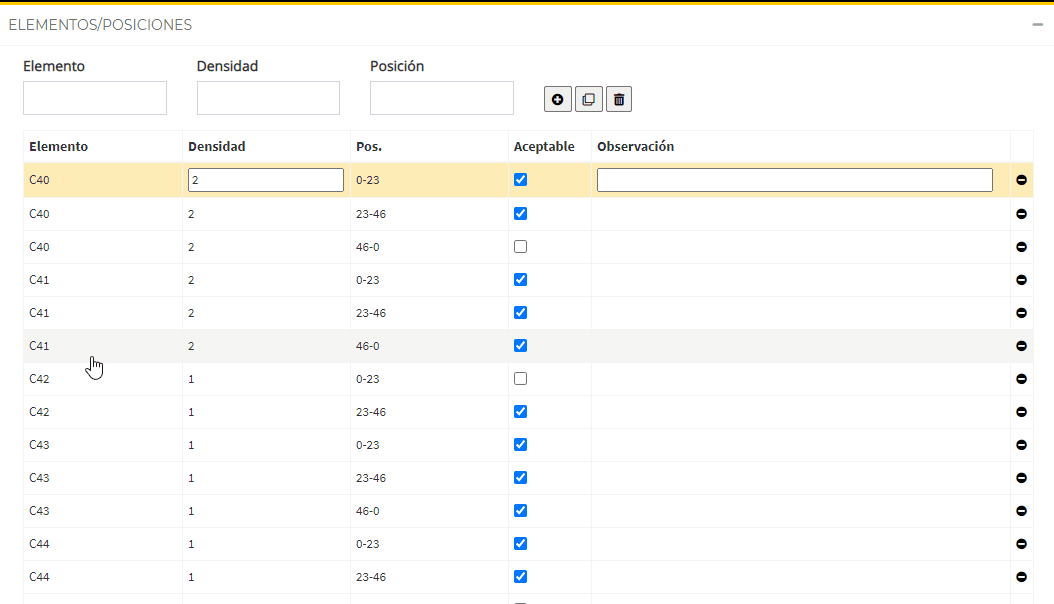 ELEMENTOS/POSICIONES
Elemento Densidad Posición
Elemento Densidad Pos. Aceptable Observación
C40 2 0-23
C40 2 23-46
C40 2 46-0
C41 2 0-23
C41 2 23-46
C41 2 46-0
C42 1 0-23
C42 1 23-46
C43 1 0-23
C43 1 23-46
C43 1 46-0
C44 1 0-23
C44 1 23-46